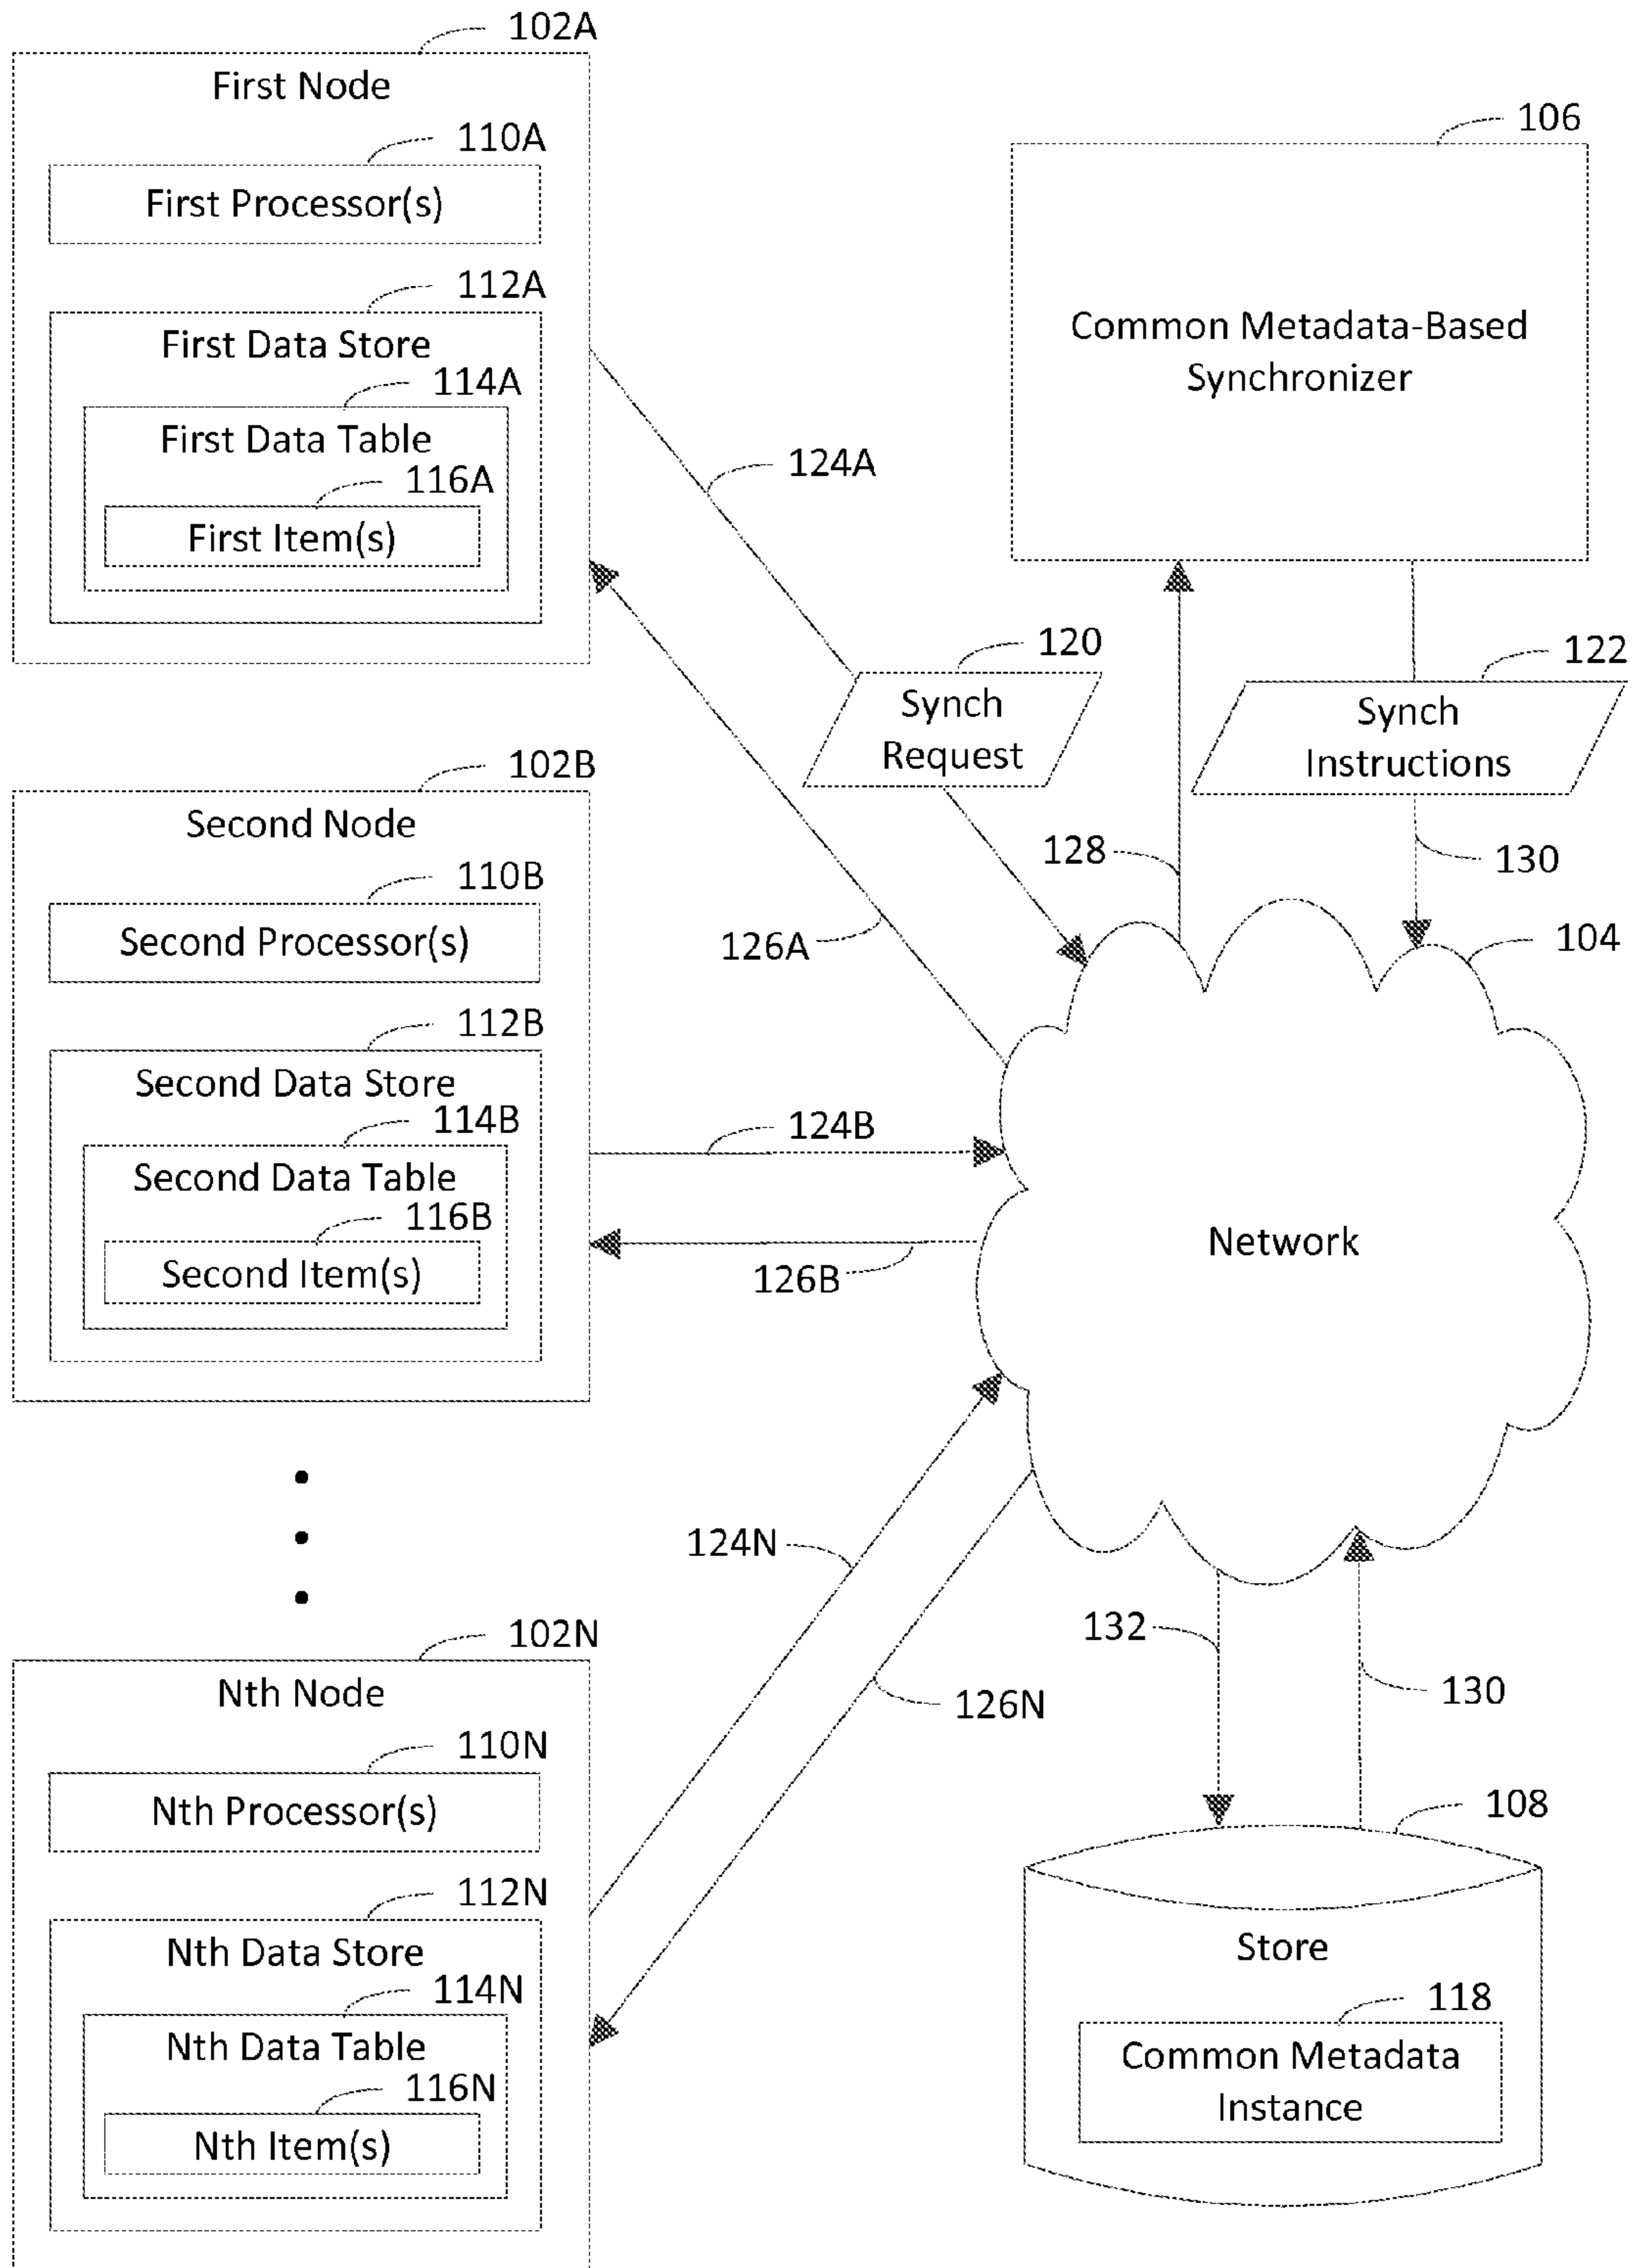 102A
First Node
110A
First Processor(s)
112A
First Data Store
114A
First Data Table
116A
First Item(s)
106
Common Metadata-Based
Synchronizer
124A
120
Synch
Request
122
Synch
Instructions
128
130
126A
104
102B
Second Node
110B
Second Processor(s)
112B
Second Data Store
114B
Second Data Table
116B
Second Item(s)
124B
126B
Network
124N
126N
132
130
102N
Nth Node
110N
Nth Processor(s)
112N
Nth Data Store
114N
Nth Data Table
116N
Nth Item(s)
108
Store
118
Common Metadata
Instance